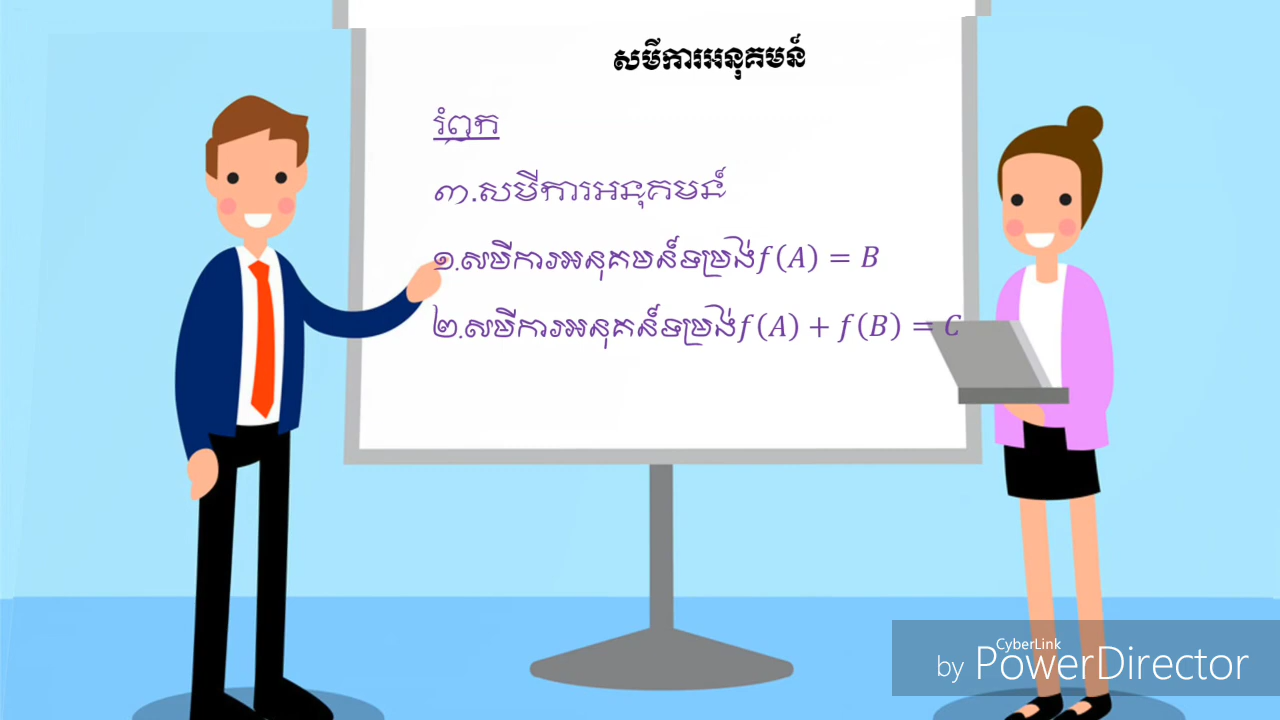 សមីការអនុគមន៍
រំឭក
៣.សមីការអនុគមន៍
១.សមីការអនុគមន៍ទម្រង់f(A) = B
២.សមីការអនុគន៍ទម្រង់f(A) + f(B) = C
CyberLink
by PowerDirector